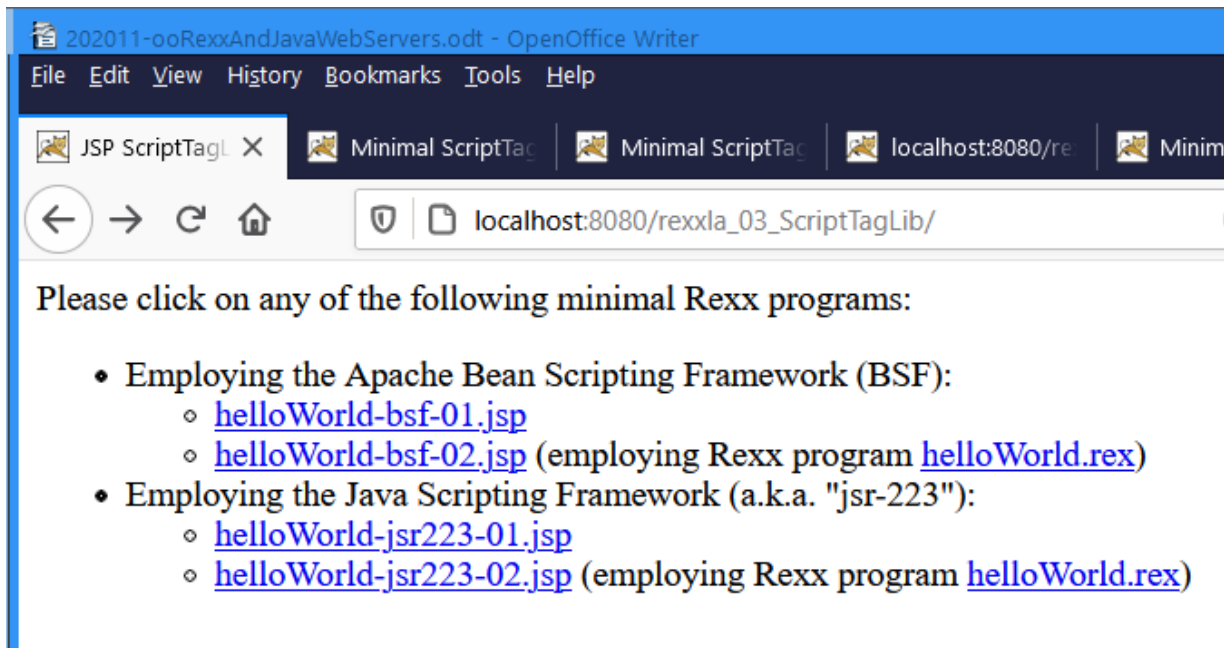 202011-ooRexxAndJavaWebServers.odt - OpenOffice Writer
File Edit View History Bookmarks Tools Help
JSP ScriptTagL Minimal ScriptTag Minimal ScriptTag localhost:8080/re Minim
localhost:8080/rexxla_03_ScriptTagLib/
Please click on any of the following minimal Rexx programs:
Employing the Apache Bean Scripting Framework (BSF):
helloWorld-bsf-01.jsp
helloWorld-bsf-02.jsp (employing Rexx program helloWorld.rex)
Employing the Java Scripting Framework (a.k.a. "jsr-223"):
helloWorld-jsr223-01.jsp
helloWorld-jsr223-02.jsp (employing Rexx program helloWorld.rex)